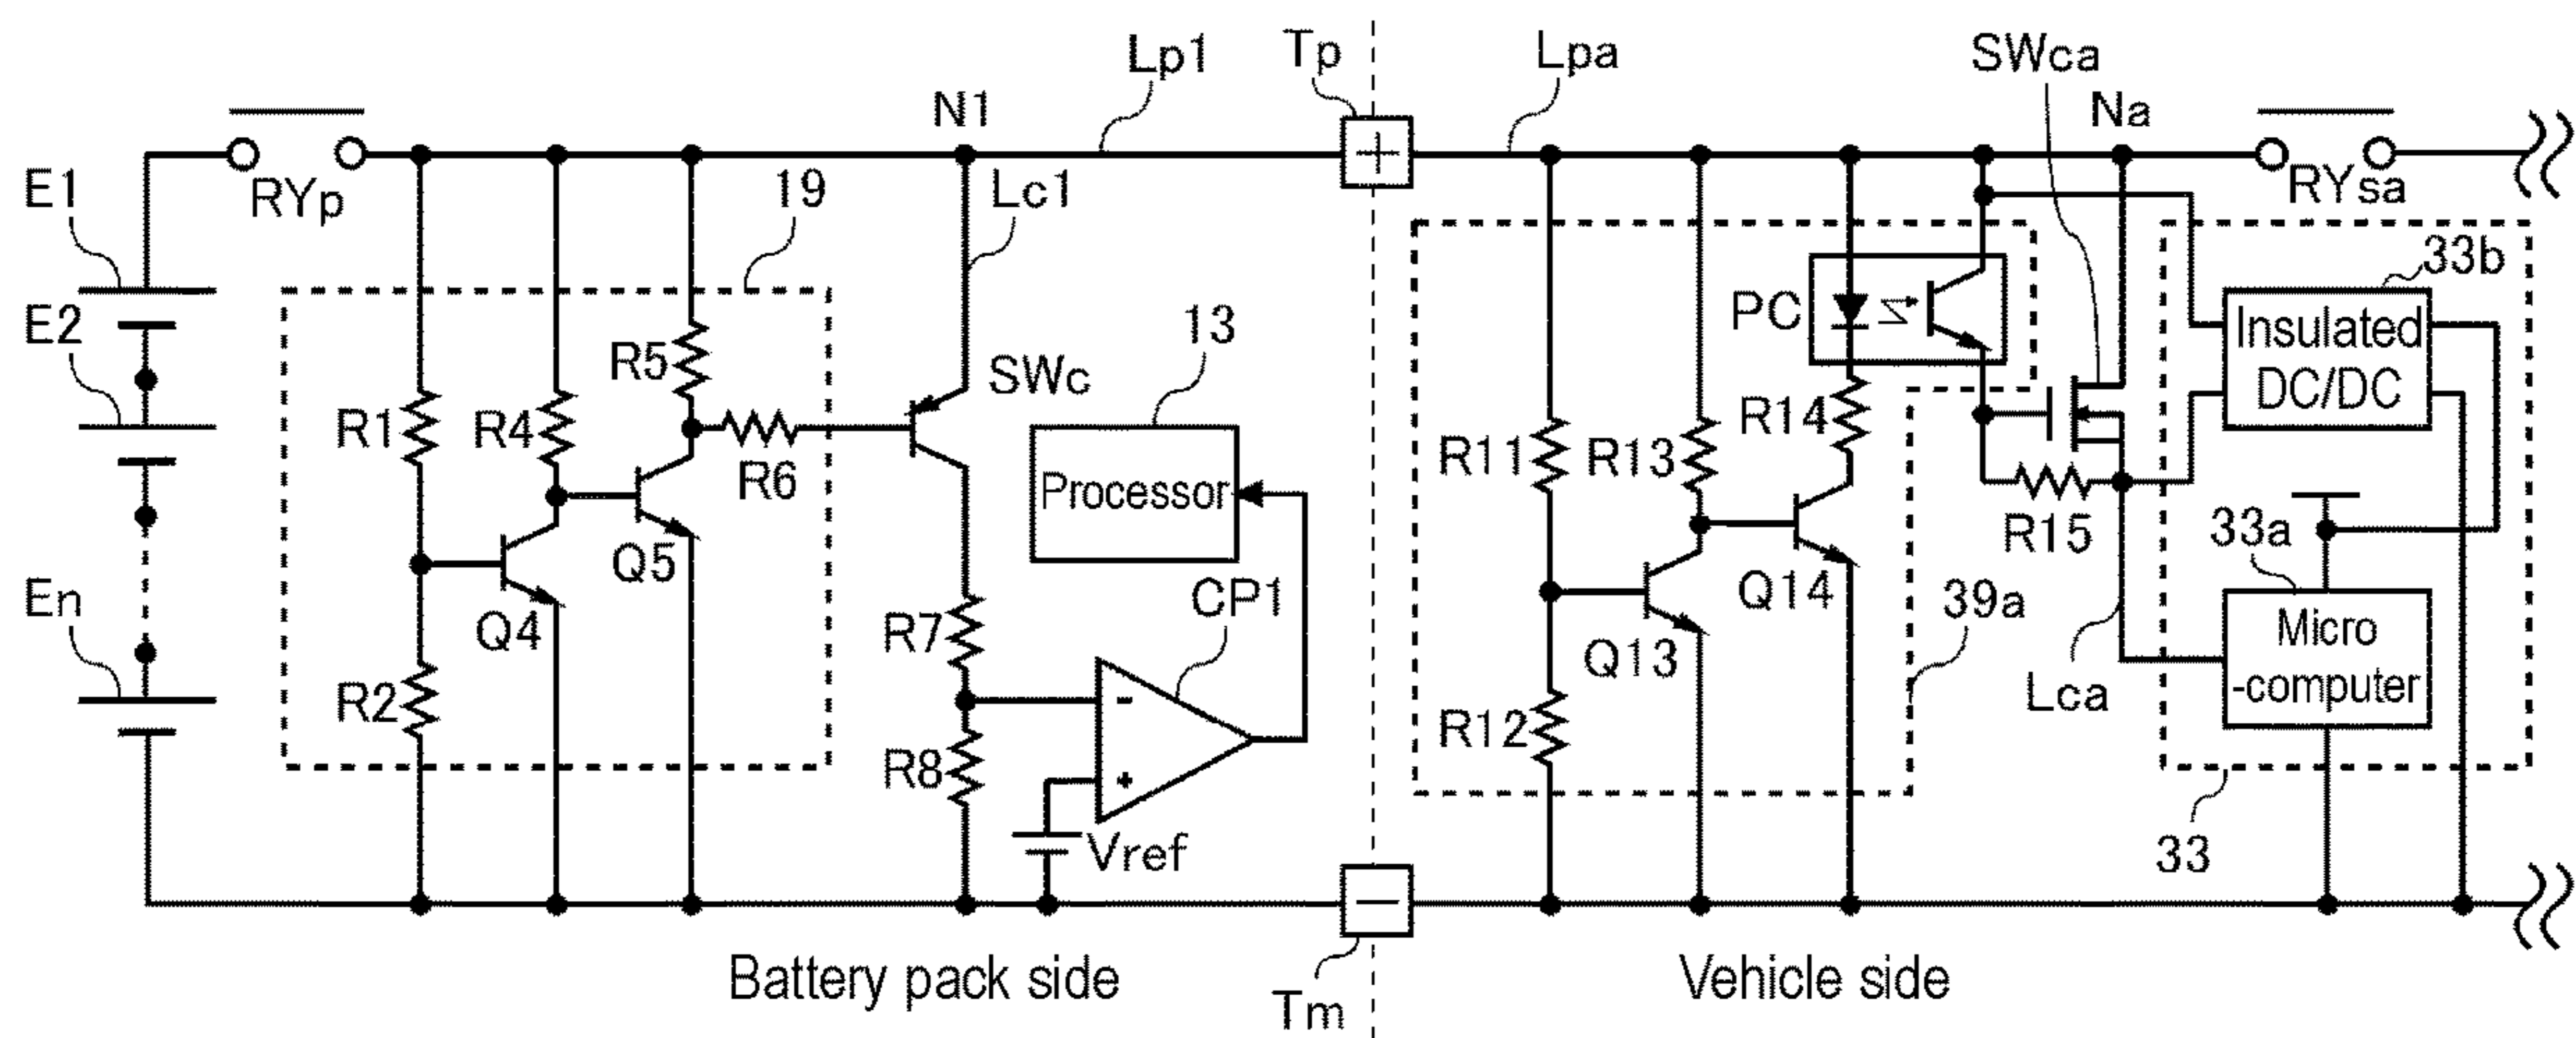 Lp1
Tp
Lpa
SWca
N1
Na
+
E1
RYp
19
Lc1
RYsa
E2
33b
PC
Insulated
DC/DC
13
R5
SWc
R1
R4
R14
R6
Processor
R11
R13
R15
33a
Q5
En
Q4
CP1
Q14
39a
Micro
-computer
R7
Q13
Lca
R2
-
R12
R8
+
Vref
33
−
Battery pack side
Vehicle side
Tm